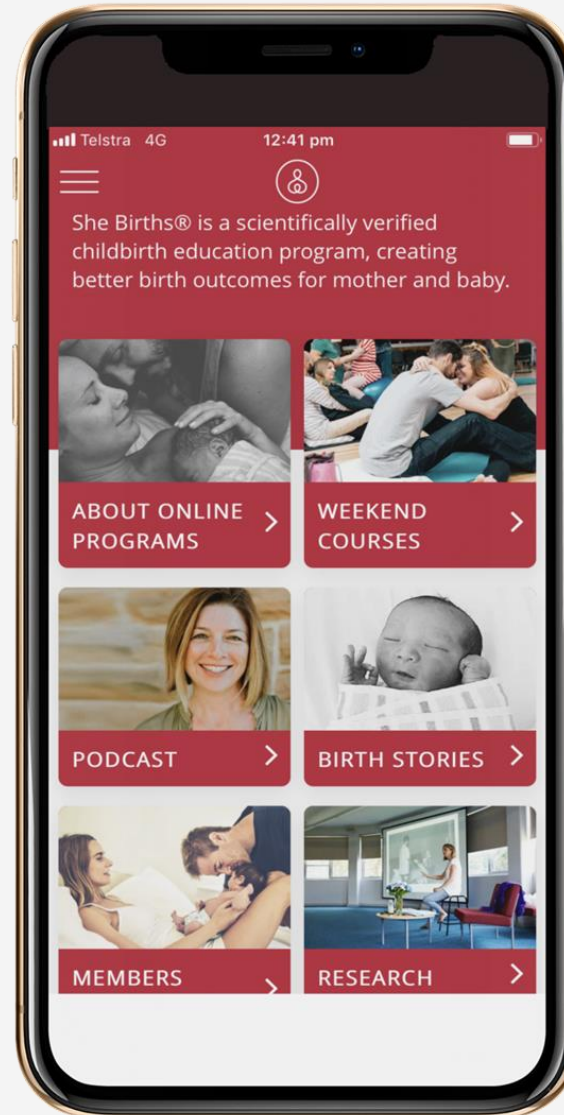 Telstra 4G 12:41 pm
She Births® is a scientifically verified
childbirth education program, creating
better birth outcomes for mother and baby.
ABOUT ONLINE
PROGRAMS
WEEKEND
COURSES
PODCAST
BIRTH STORIES
MEMBERS
RESEARCH